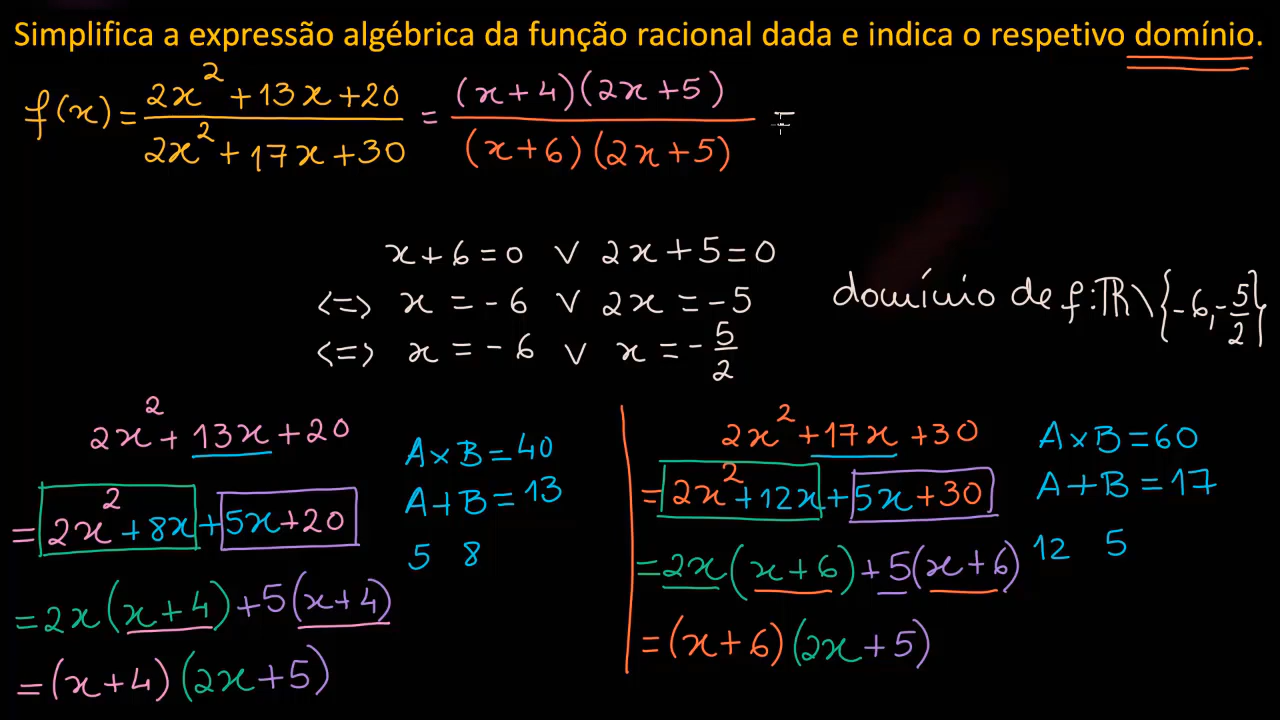 Simplifica a expressão algébrica da função racional dada e indica o respetivo domínio.
f(x) = (2x² + 13x + 20)/(2x² + 17x + 30) = ((x+4)(2x+5))/((x+6)(2x+5)) =
x+6=0 ∨ 2x+5=0
<=> x = -6 ∨ 2x = -5
<=> x = -6 ∨ x = -5/2
domínio de f: ℝ\{-6, -5/2}
2x² + 13x + 20
= 2x² + 8x + 5x + 20
= 2x(x+4) + 5(x+4)
= (x+4)(2x+5)
A×B = 40
A+B = 13
5 8
2x² + 17x + 30
= 2x² + 12x + 5x + 30
= 2x(x+6) + 5(x+6)
= (x+6)(2x+5)
A×B = 60
A+B = 17
12 5